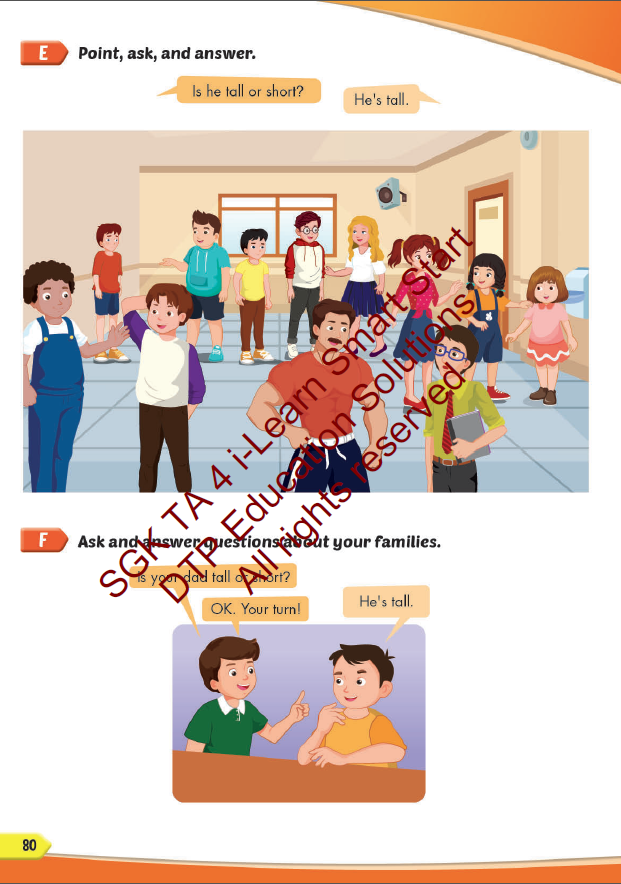 E Point, ask, and answer.
Is he tall or short?
He's tall.
SGK TA 4 i-Learn Smart Start
DTP Education Solutions
All rights reserved
F Ask and answer questions about your families.
Is your dad tall or short?
OK. Your turn!
He's tall.
80